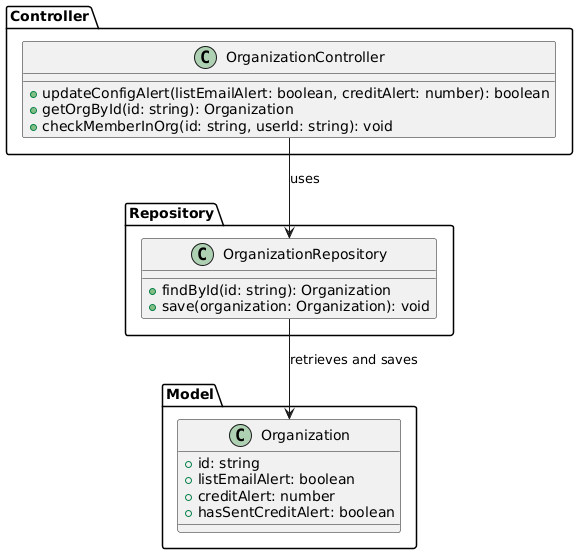 Controller
C OrganizationController
updateConfigAlert(listEmailAlert: boolean, creditAlert: number): boolean
getOrgById(id: string): Organization
checkMemberInOrg(id: string, userId: string): void
uses
Repository
C OrganizationRepository
findById(id: string): Organization
save(organization: Organization): void
retrieves and saves
Model
C Organization
id: string
listEmailAlert: boolean
creditAlert: number
hasSentCreditAlert: boolean